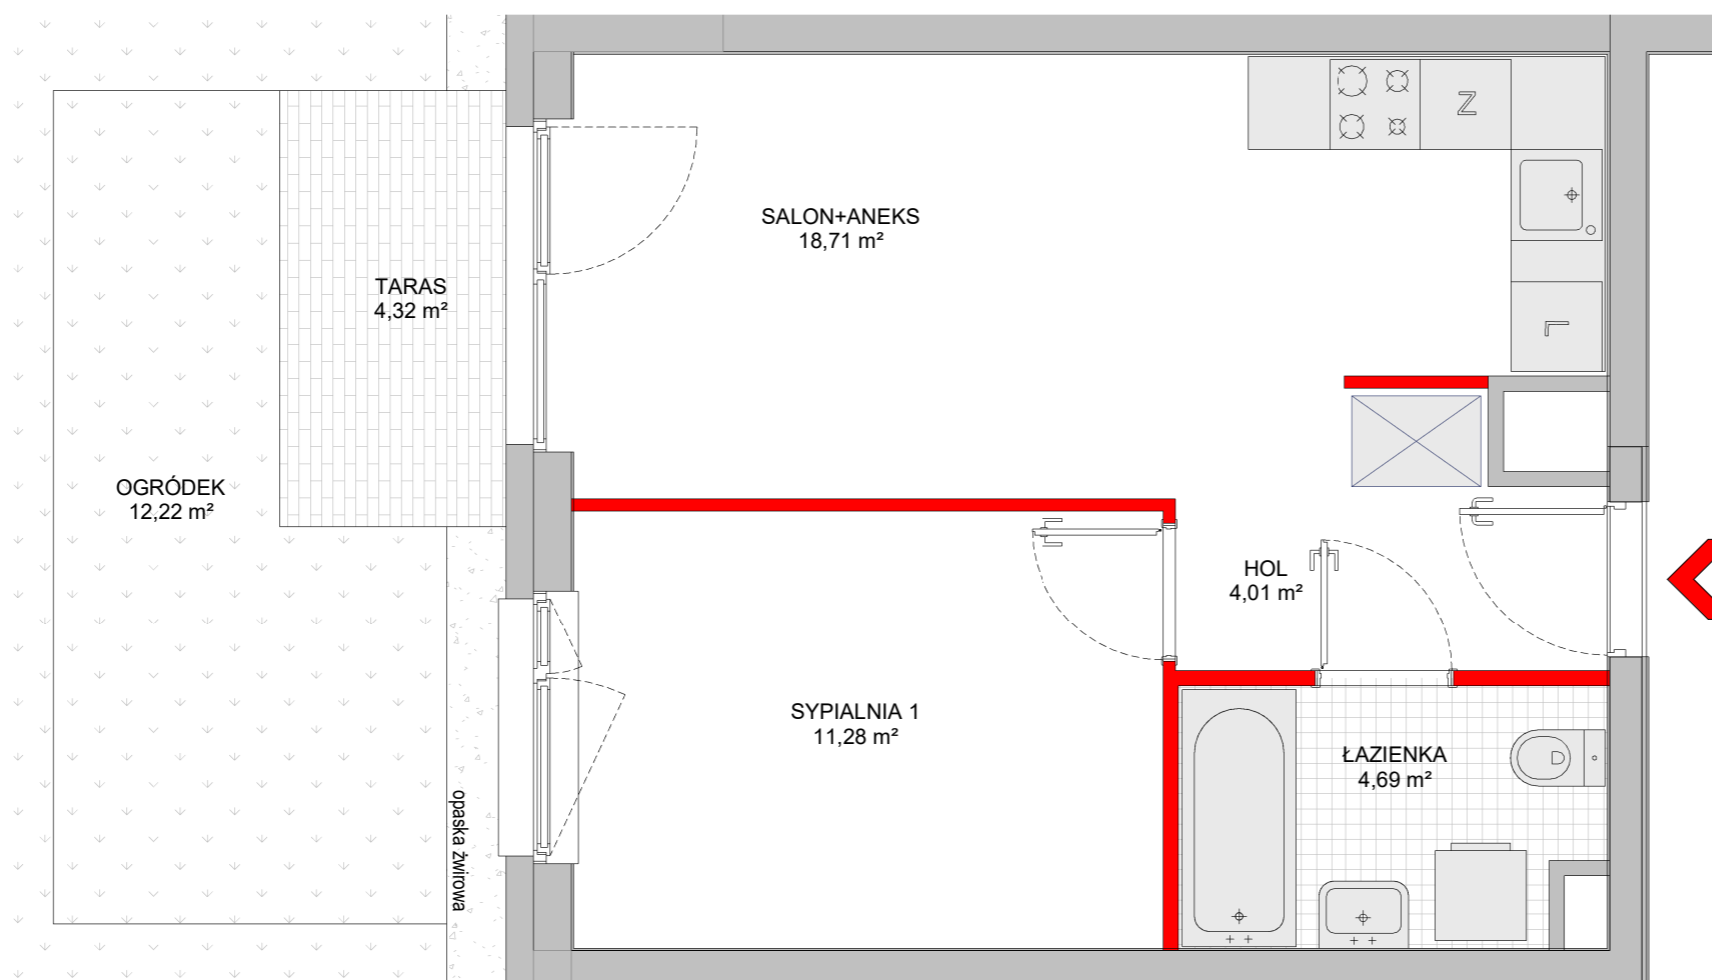 SALON+ANEKS
18,71 m²
Z
L
TARAS
4,32 m²
OGRÓDEK
12,22 m²
HOL
4,01 m²
SYPIALNIA 1
11,28 m²
ŁAZIENKA
4,69 m²
opaska żwirowa